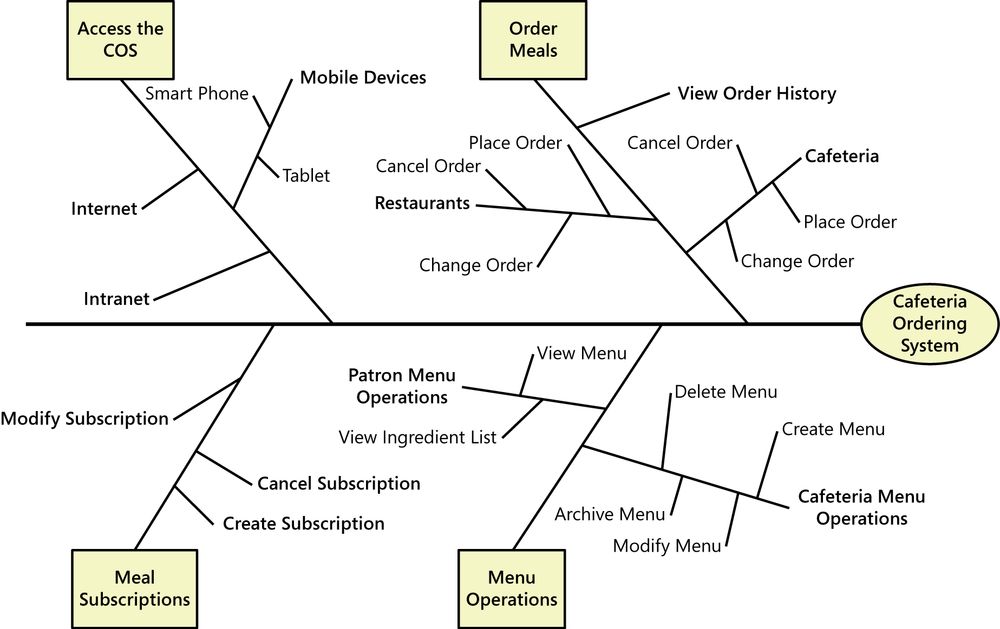 Access the
COS
Order
Meals
Mobile Devices
Smart Phone
Tablet
Internet
Intranet
View Order History
Place Order
Cancel Order
Restaurants
Change Order
Cancel Order
Cafeteria
Place Order
Change Order
Cafeteria
Ordering
System
Modify Subscription
Cancel Subscription
Create Subscription
Meal
Subscriptions
View Menu
Patron Menu
Operations
View Ingredient List
Delete Menu
Create Menu
Cafeteria Menu
Operations
Archive Menu
Modify Menu
Menu
Operations